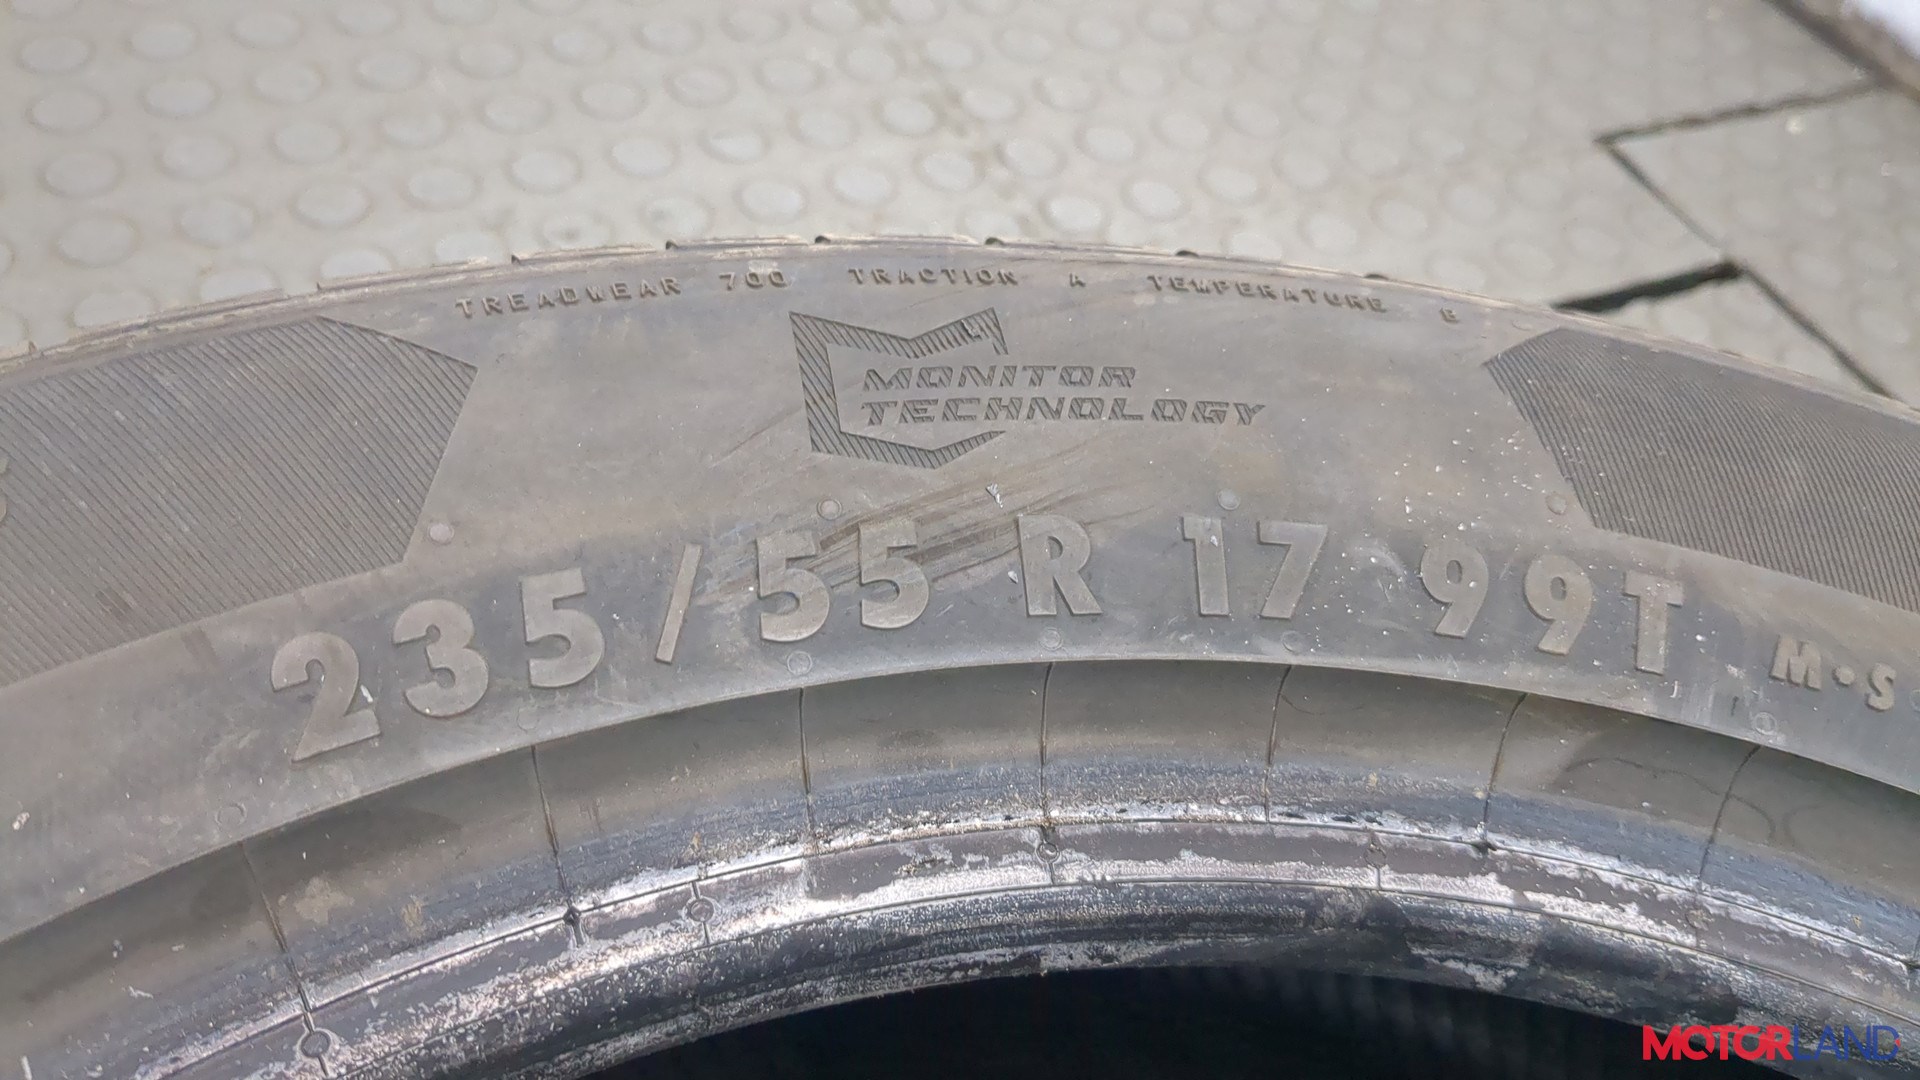 TREADWEAR 700 TRACTION A TEMPERATURE B
MONITOR
TECHNOLOGY
235/55 R 17 99T M·S
MOTORLAND